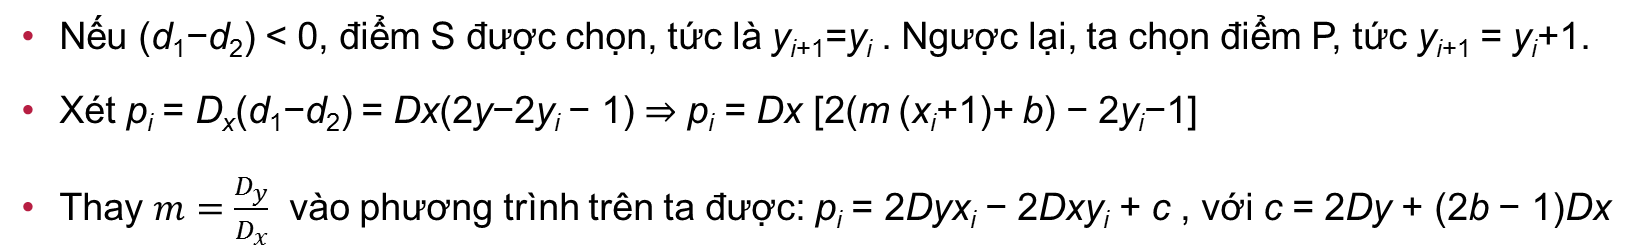 • Nếu (d₁−d₂) < 0, điểm S được chọn, tức là yᵢ₊₁=yᵢ . Ngược lại, ta chọn điểm P, tức yᵢ₊₁ = yᵢ+1.
• Xét pᵢ = Dₓ(d₁−d₂) = Dx(2y−2yᵢ − 1) ⇒ pᵢ = Dx [2(m (xᵢ+1)+ b) − 2yᵢ−1]
• Thay m = D_y/D_x vào phương trình trên ta được: pᵢ = 2Dyxᵢ − 2Dxyᵢ + c , với c = 2Dy + (2b − 1)Dx